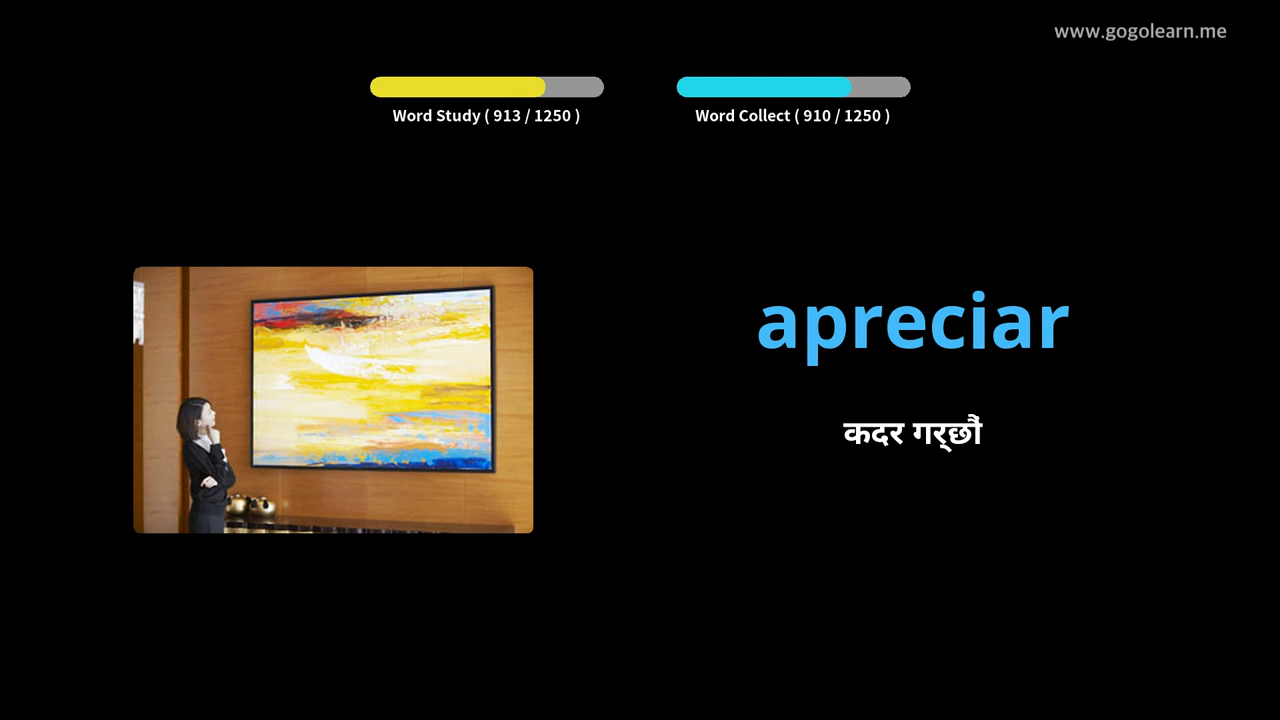 www.gogolearn.me
Word Study ( 913 / 1250 )
Word Collect ( 910 / 1250 )
apreciar
कदर गर्छौं